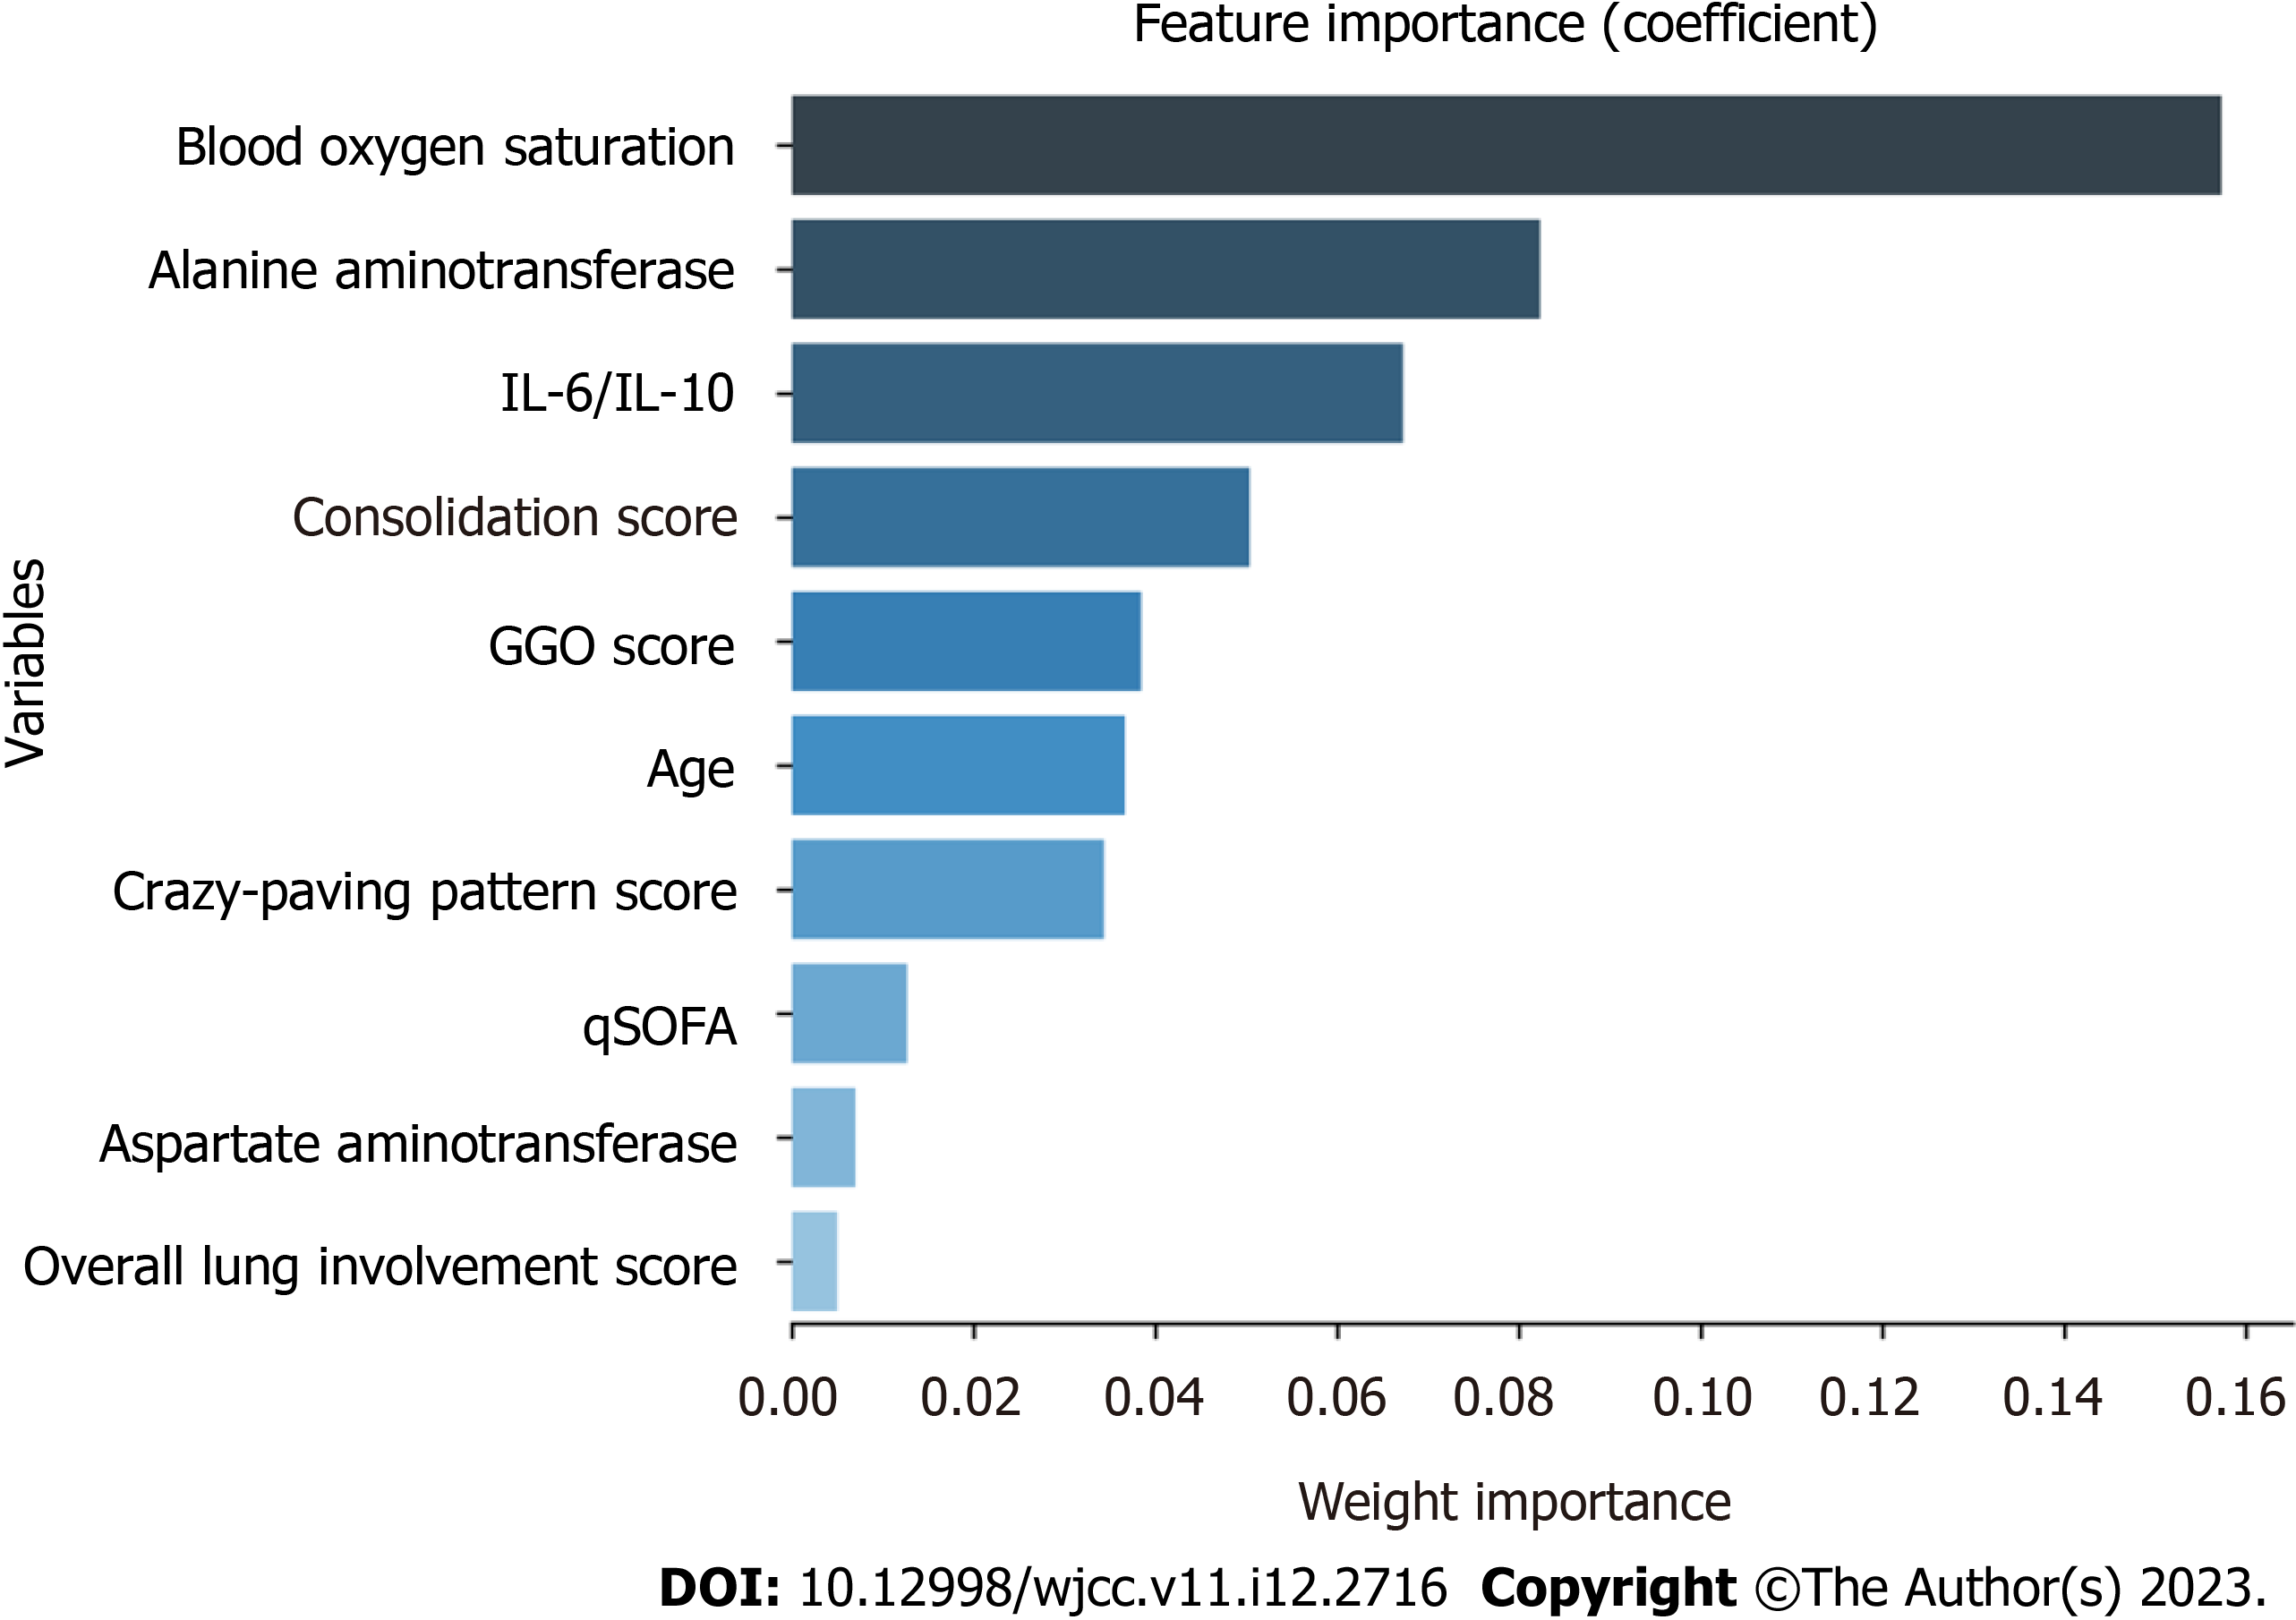 Feature importance (coefficient)
Variables
Blood oxygen saturation
Alanine aminotransferase
IL-6/IL-10
Consolidation score
GGO score
Age
Crazy-paving pattern score
qSOFA
Aspartate aminotransferase
Overall lung involvement score
0.00 0.02 0.04 0.06 0.08 0.10 0.12 0.14 0.16
Weight importance
DOI: 10.12998/wjcc.v11.i12.2716 Copyright ©The Author(s) 2023.